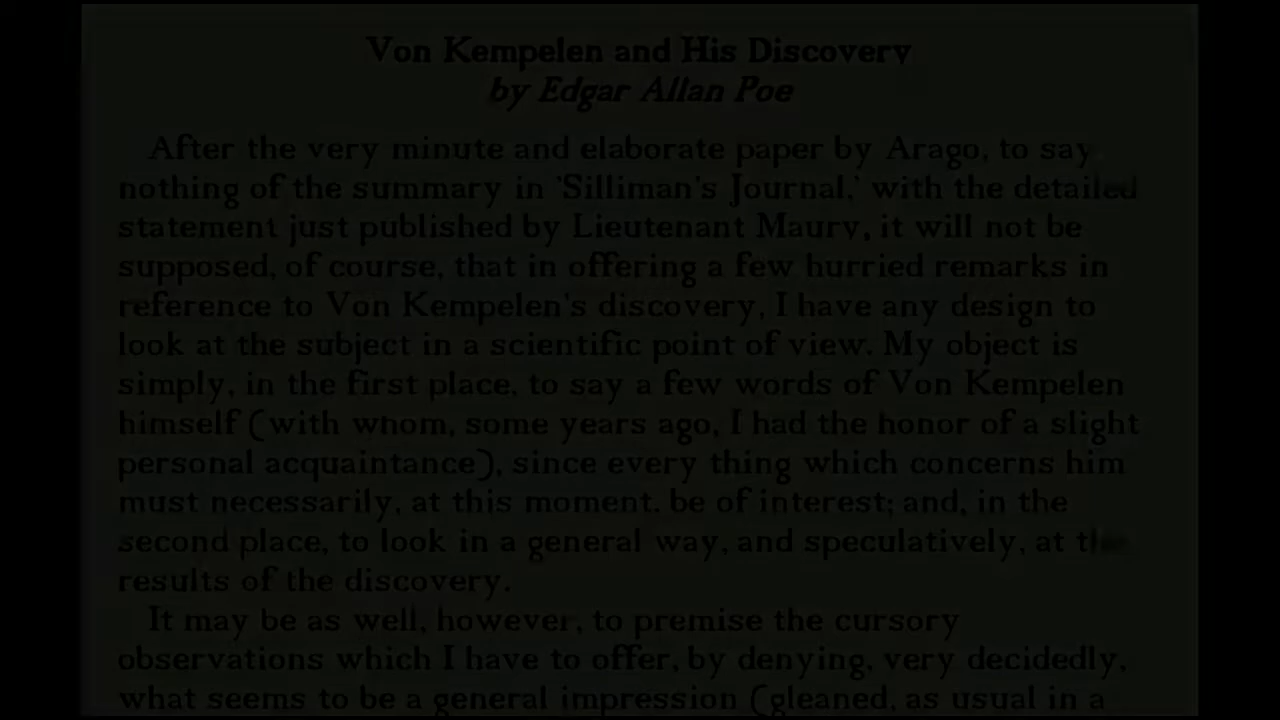 Von Kempelen and His Discovery
by Edgar Allan Poe
After the very minute and elaborate paper by Arago, to say
nothing of the summary in 'Silliman's Journal,' with the detailed
statement just published by Lieutenant Maury, it will not be
supposed, of course, that in offering a few hurried remarks in
reference to Von Kempelen's discovery, I have any design to
look at the subject in a scientific point of view. My object is
simply, in the first place, to say a few words of Von Kempelen
himself (with whom, some years ago, I had the honor of a slight
personal acquaintance), since every thing which concerns him
must necessarily, at this moment, be of interest; and, in the
second place, to look in a general way, and speculatively, at the
results of the discovery.
It may be as well, however, to premise the cursory
observations which I have to offer, by denying, very decidedly,
what seems to be a general impression (gleaned, as usual in a